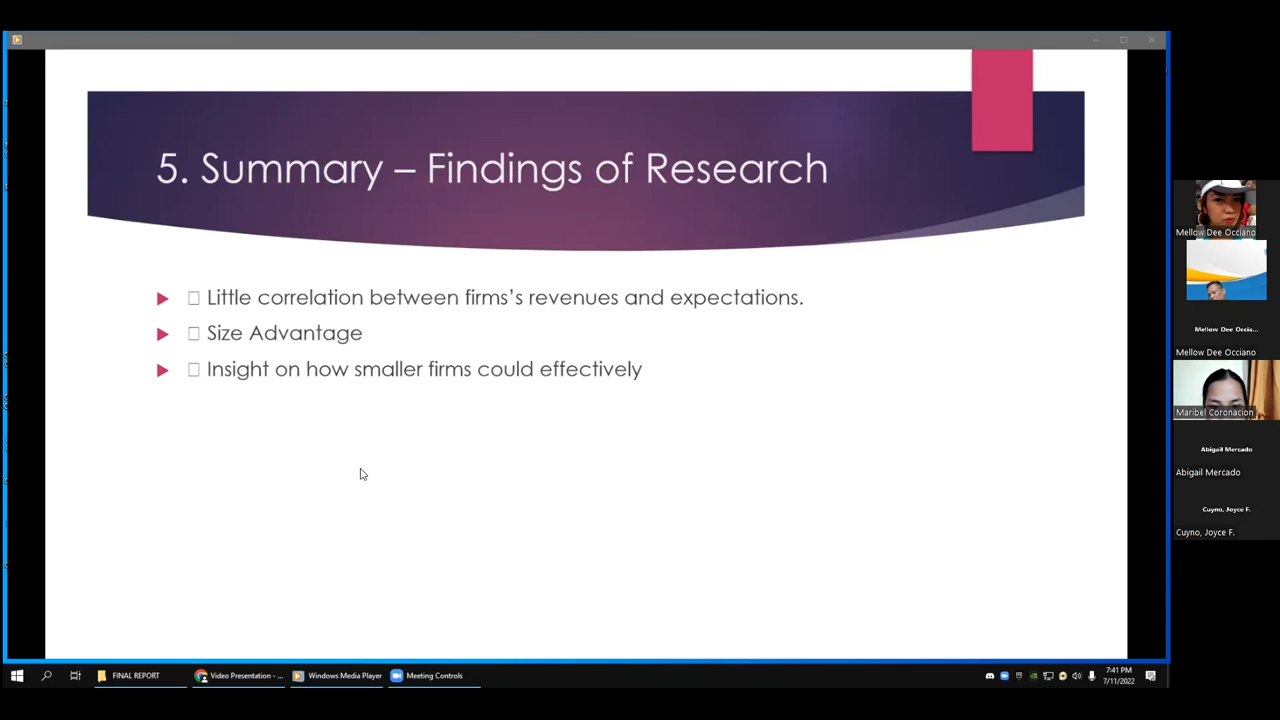 5. Summary – Findings of Research
□ Little correlation between firms's revenues and expectations.
□ Size Advantage
□ Insight on how smaller firms could effectively
Mellow Dee Occiano
Mellow Dee Occia...
Mellow Dee Occiano
Maribel Coronacion
Abigail Mercado
Abigail Mercado
Cuyno, Joyce F.
Cuyno, Joyce F.
FINAL REPORT
Video Presentation - ...
Windows Media Player
Meeting Controls
7:41 PM
7/11/2022